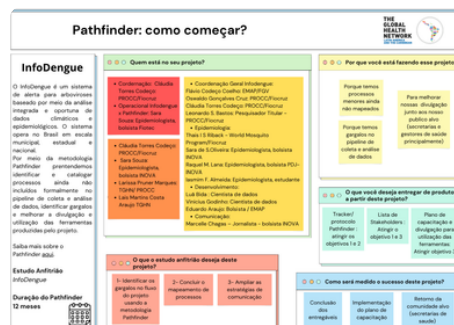 Pathfinder: como começar?
THE
GLOBAL
HEALTH
NETWORK
InfoDengue
O InfoDengue é um sistema
de alerta para arboviroses
baseado por meio da análise
integrada e oportuna de
dados climáticos e
epidemiológicos. O sistema
opera no Brasil em escala
municipal, estadual e
nacional.
Por meio da metodologia
Pathfinder pretendemos
identificar e catalogar
processos ainda não
incluídos formalmente no
pipeline de coleta e análise
de dados, identificar gargalos
e melhorar a divulgação e
utilização das ferramentas
produzidas pelo projeto.
Saba mais sobre o
Pathfinder aqui.
Estudo Anfitrião
InfoDengue
Duração do Pathfinder
12 meses
Quem está no seu projeto?
Cordenação: Cláudia
Torres Codeço
PROCC/Fiocruz
Operacional Infodengue
e Pathfinder: Sara
Souza: Epidemiologista,
bolsista Fiotec
Cláudia Torres Codeço
PROCC/Fiocruz
Sara de Souza:
Epidemiologista,
bolsista INOVA
Larissa Pruner Marques:
TGHN/ PROCC
Lais Martins Costa
Araujo TGHN
Coordenação Geral Infodengue:
Flávio Codeço Coelho EMAP/FGV
Oswaldo Gonçalves Cruz: PROCC/Fiocruz
Cláudia Torres Codeço: PROCC/Fiocruz
Leonardo S. Bastos: Pesquisador Titular -
PROCC/Fiocruz
Epidemiologia:
Thais I S Riback - World Mosquito
Program/Fiocruz
Sara de S.Oliveira: Epidemiologista, bolsista
INOVA
Raquel M. Lana: Epidemiologista, bolsista PDJ-
INOVA
Iasmim F. Almeida: Epidemiologista, estudante
Desenvolvimento:
Luã Bida: Cientista de dados
Vinicius Godinho: Cientista de dados
Eduardo Araujo: Bolsista / EMAP
Comunicação:
Marcelle Chagas – Jornalista - bolsista INOVA
O que o estudo anfitrião deseja deste
projeto?
1- Identificar os
gargalos no fluxo
do projeto
usando a
metodologia
Pathfinder
2- Concluir o
mapeamento de
processos
3- Ampliar as
estratégias de
comunicação
Por que você está fazendo esse projeto
Porque temos
processos
menores ainda
não mapeados
Porque temos
gargalos no
pipeline de
coleta e análise
de dados
Para melhorar
nossas divulgação
junto aos nosso
publico alvo
(secretarias e
gestores de saúde
principalmente)
O que você deseja entregar de produto
a partir deste projeto?
Tracker/
protocolo
Pathfinder :
atingir os
objetivos 1 e 2
Lista de
Stakeholders:
Atingir o
objetivo 1 e 3
Plano de
capacitação e
divulgação para
utilização das
ferramentas:
Atingir objetivo 3
Como será medido o sucesso deste projeto?
Conclusão
dos
entregáveis
Implementação
do plano de
capacitação
Retorno da
comunidade alvo
(secretarias de
saúde)